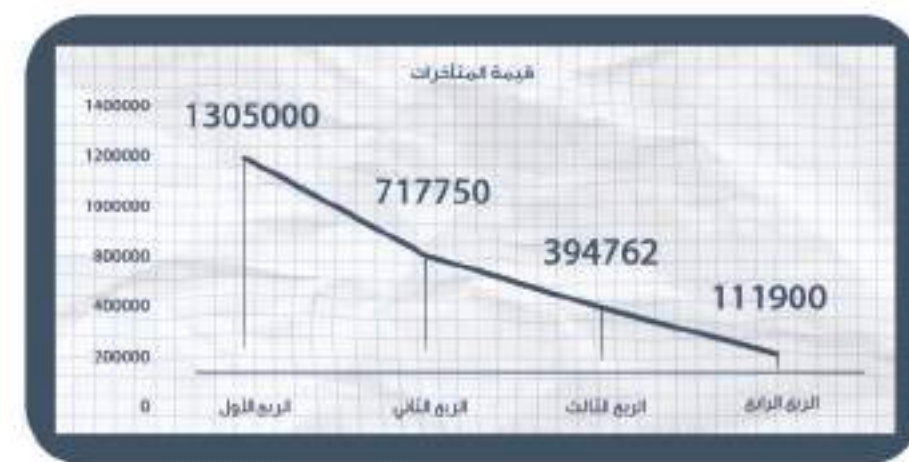 قيمة المتأخرات
1400000
1305000
1200000
717750
1000000
800000
394762
400000
111900
200000
0
الربع الأول
الربع الثاني
الربع الثالث
الربع الرابع